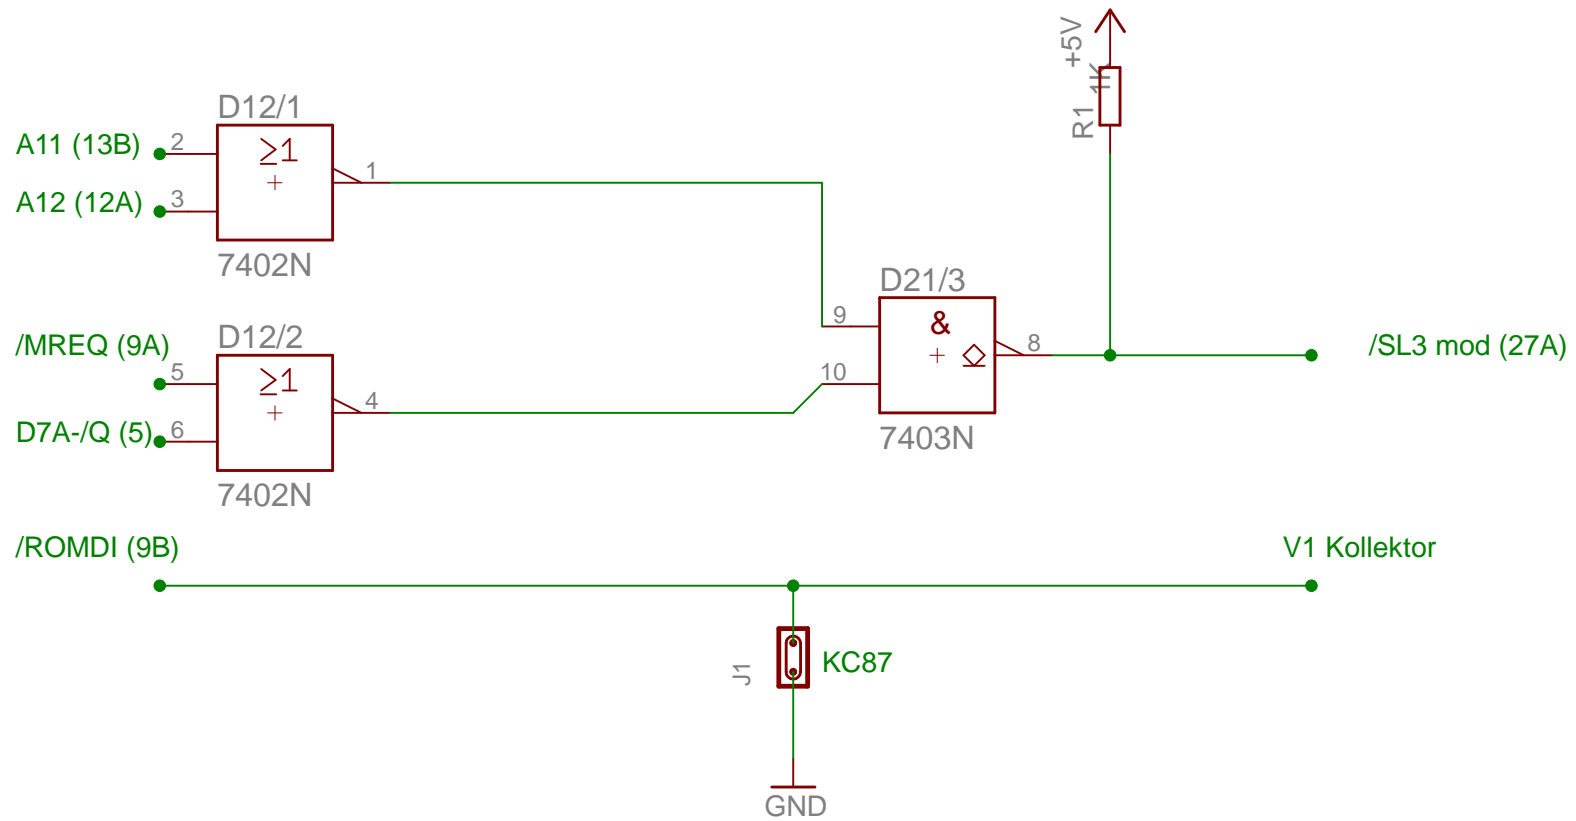 +5V
1K
R1
D12/1
A11 (13B)
2
≥1
1
A12 (12A)
3
7402N
D21/3
9
&
8
10
7403N
/SL3 mod (27A)
D12/2
/MREQ (9A)
5
≥1
4
D7A-/Q (5)
6
7402N
/ROMDI (9B)
V1 Kollektor
J1
KC87
GND